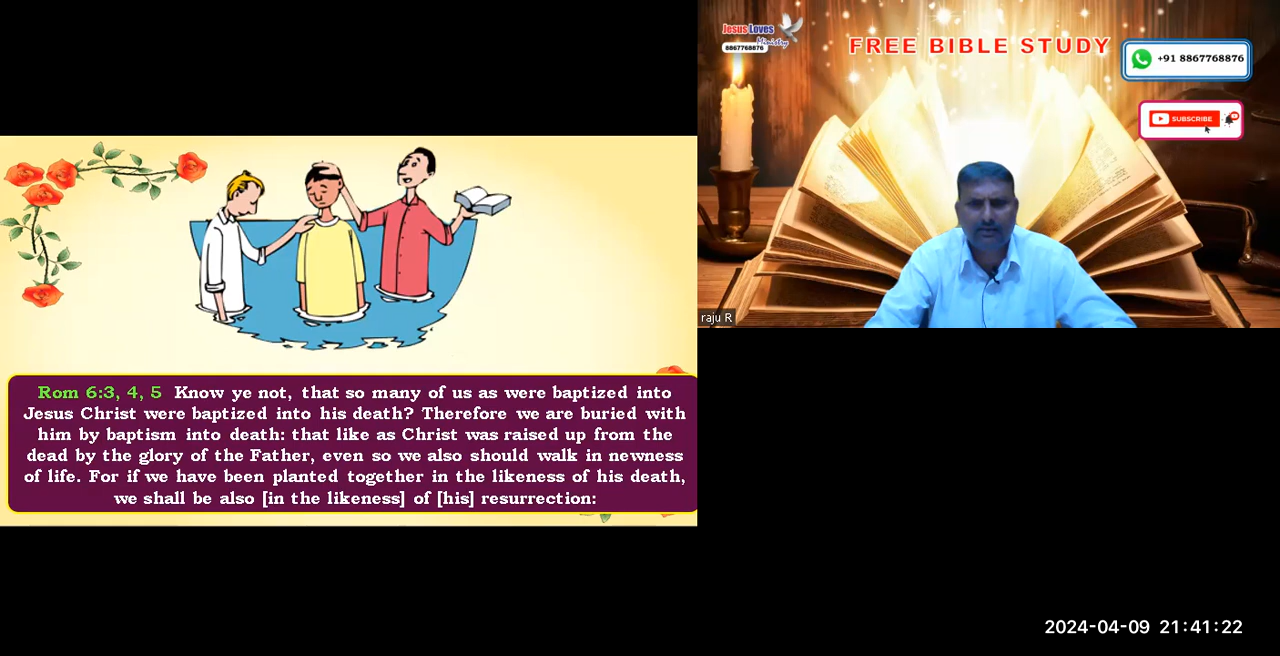 Rom 6:3, 4, 5 Know ye not, that so many of us as were baptized into
Jesus Christ were baptized into his death? Therefore we are buried with
him by baptism into death: that like as Christ was raised up from the
dead by the glory of the Father, even so we also should walk in newness
of life. For if we have been planted together in the likeness of his death,
we shall be also [in the likeness] of [his] resurrection:
Jesus Loves
Ministry
8867768876
FREE BIBLE STUDY
+91 8867768876
SUBSCRIBE
raju R
2024-04-09 21:41:22